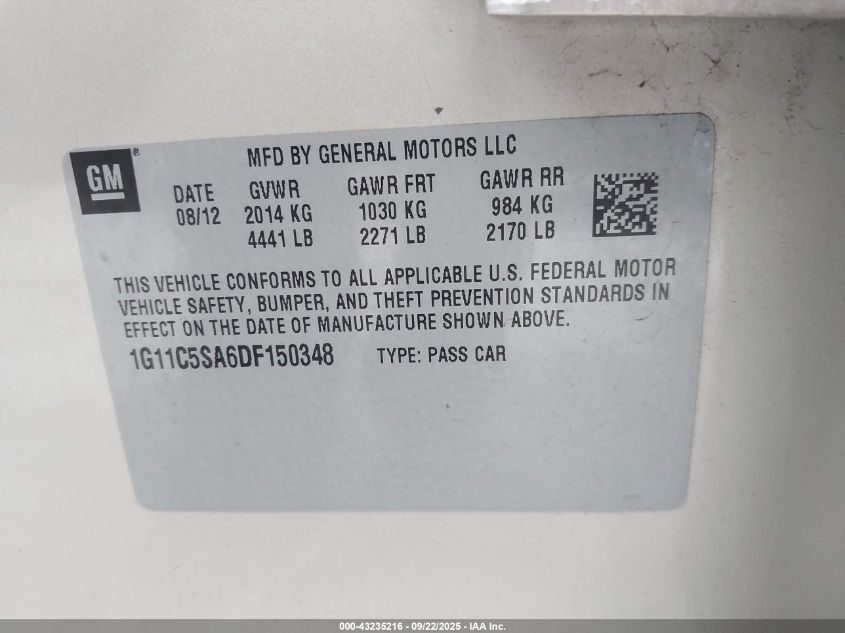 GM
MFD BY GENERAL MOTORS LLC
DATE GVWR GAWR FRT GAWR RR
08/12 2014 KG 1030 KG 984 KG
4441 LB 2271 LB 2170 LB
THIS VEHICLE CONFORMS TO ALL APPLICABLE U.S. FEDERAL MOTOR
VEHICLE SAFETY, BUMPER, AND THEFT PREVENTION STANDARDS IN
EFFECT ON THE DATE OF MANUFACTURE SHOWN ABOVE.
1G11C5SA6DF150348 TYPE: PASS CAR
000-43235216 - 09/22/2025 - IAA Inc.